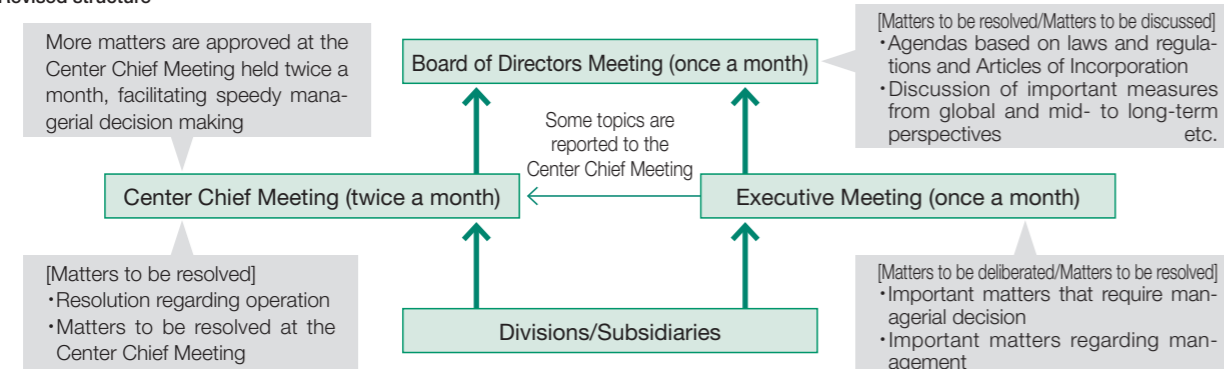 Revised structure
More matters are approved at the
Center Chief Meeting held twice a
month, facilitating speedy mana-
gerial decision making
Board of Directors Meeting (once a month)
[Matters to be resolved/Matters to be discussed]
・Agendas based on laws and regula-
tions and Articles of Incorporation
・Discussion of important measures
from global and mid- to long-term
perspectives etc.
Some topics are
reported to the
Center Chief Meeting
Center Chief Meeting (twice a month)
Executive Meeting (once a month)
[Matters to be resolved]
・Resolution regarding operation
・Matters to be resolved at the
Center Chief Meeting
Divisions/Subsidiaries
[Matters to be deliberated/Matters to be resolved]
・Important matters that require man-
agerial decision
・Important matters regarding man-
agement